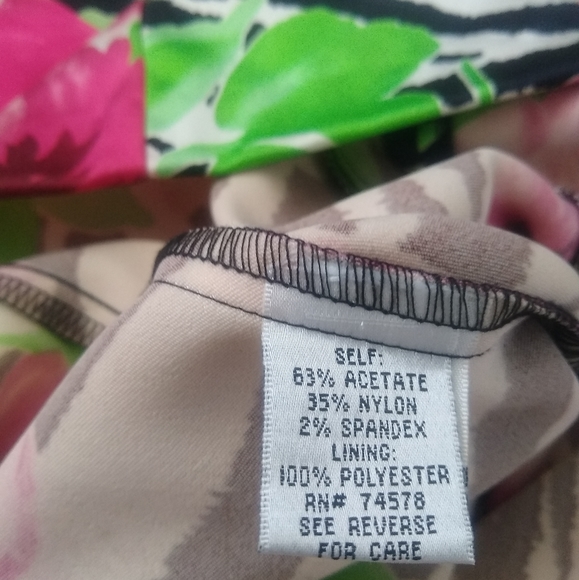 SELF:
63% ACETATE
35% NYLON
2% SPANDEX
LINING:
100% POLYESTER
RN# 74578
SEE REVERSE
FOR CARE